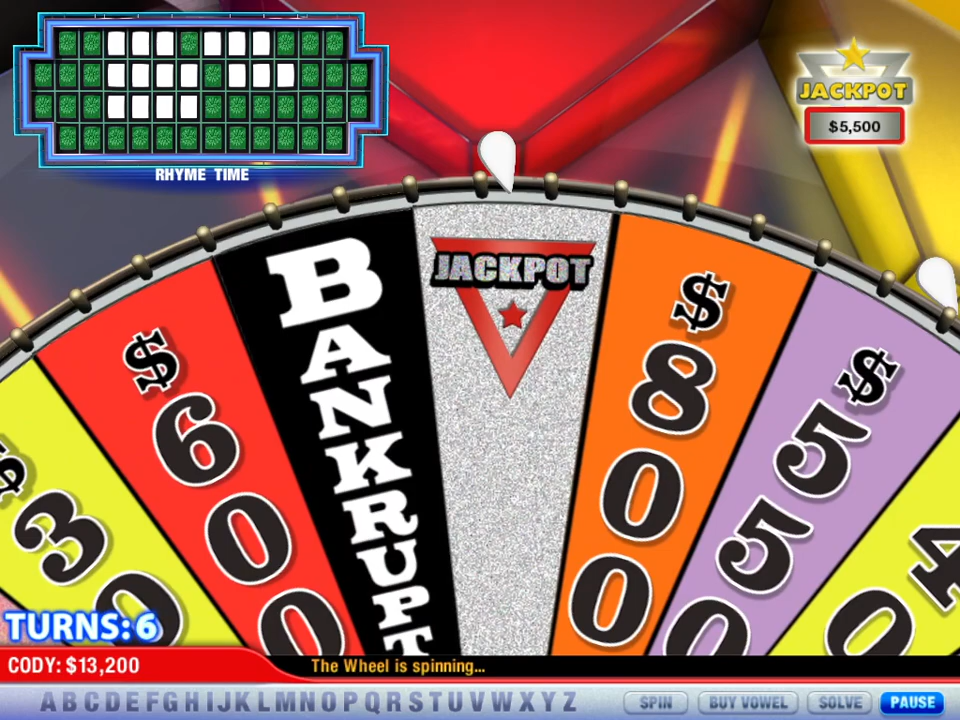 JACKPOT
$5,500
RHYME TIME
$300
$600
BANKRUPT
JACKPOT
$800
$550
TURNS: 6
CODY: $13,200
The Wheel is spinning...
A B C D E F G H I J K L M N O P Q R S T U V W X Y Z
SPIN
BUY VOWEL
SOLVE
PAUSE